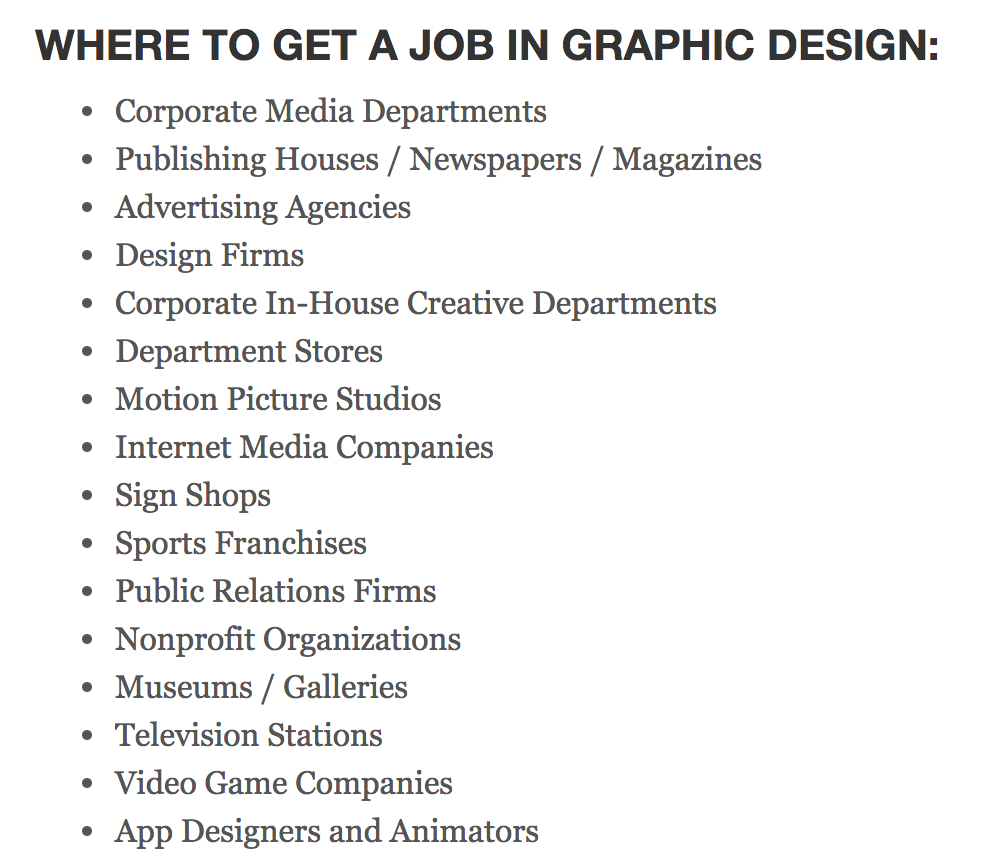 WHERE TO GET A JOB IN GRAPHIC DESIGN:
• Corporate Media Departments
• Publishing Houses / Newspapers / Magazines
• Advertising Agencies
• Design Firms
• Corporate In-House Creative Departments
• Department Stores
• Motion Picture Studios
• Internet Media Companies
• Sign Shops
• Sports Franchises
• Public Relations Firms
• Nonprofit Organizations
• Museums / Galleries
• Television Stations
• Video Game Companies
• App Designers and Animators